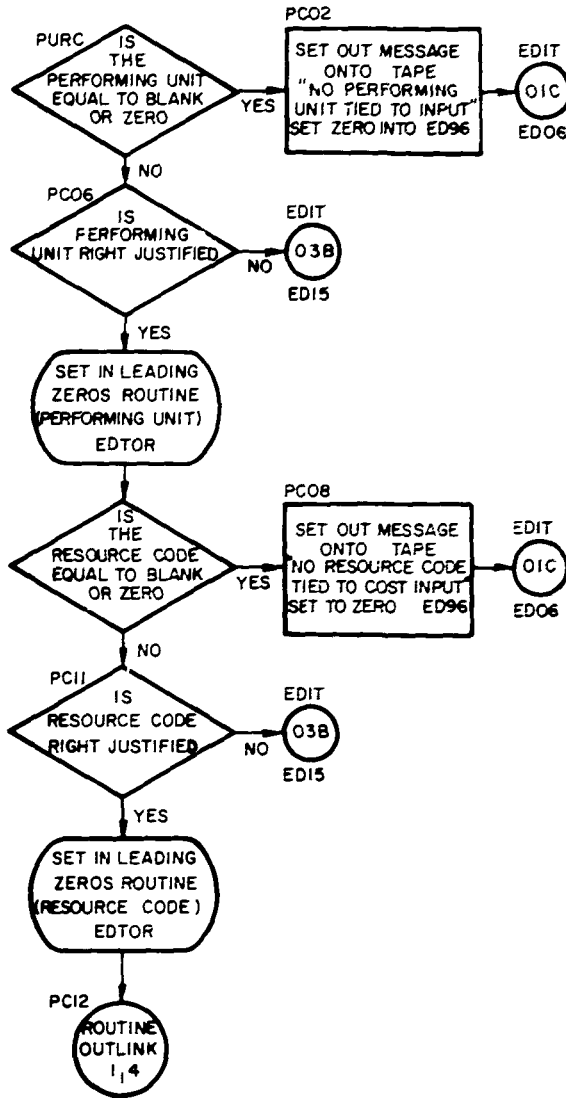 PURC
IS
THE
PERFORMING UNIT
EQUAL TO BLANK
OR ZERO
YES
PC02
SET OUT MESSAGE
ONTO TAPE
"NO PERFORMING
UNIT TIED TO INPUT"
SET ZERO INTO ED96
EDIT
01C
ED06
NO
PC06
IS
FERFORMING
UNIT RIGHT JUSTIFIED
NO
EDIT
03B
ED15
YES
SET IN LEADING
ZEROS ROUTINE
(PERFORMING UNIT)
EDTOR
IS
THE
RESOURCE CODE
EQUAL TO BLANK
OR ZERO
YES
PC08
SET OUT MESSAGE
ONTO TAPE
NO RESOURCE CODE
TIED TO COST INPUT
SET TO ZERO ED96
EDIT
01C
ED06
NO
PC11
IS
RESOURCE CODE
RIGHT JUSTIFIED
NO
EDIT
03B
ED15
YES
SET IN LEADING
ZEROS ROUTINE
(RESOURCE CODE)
EDTOR
PC12
ROUTINE
OUTLINK
1,4